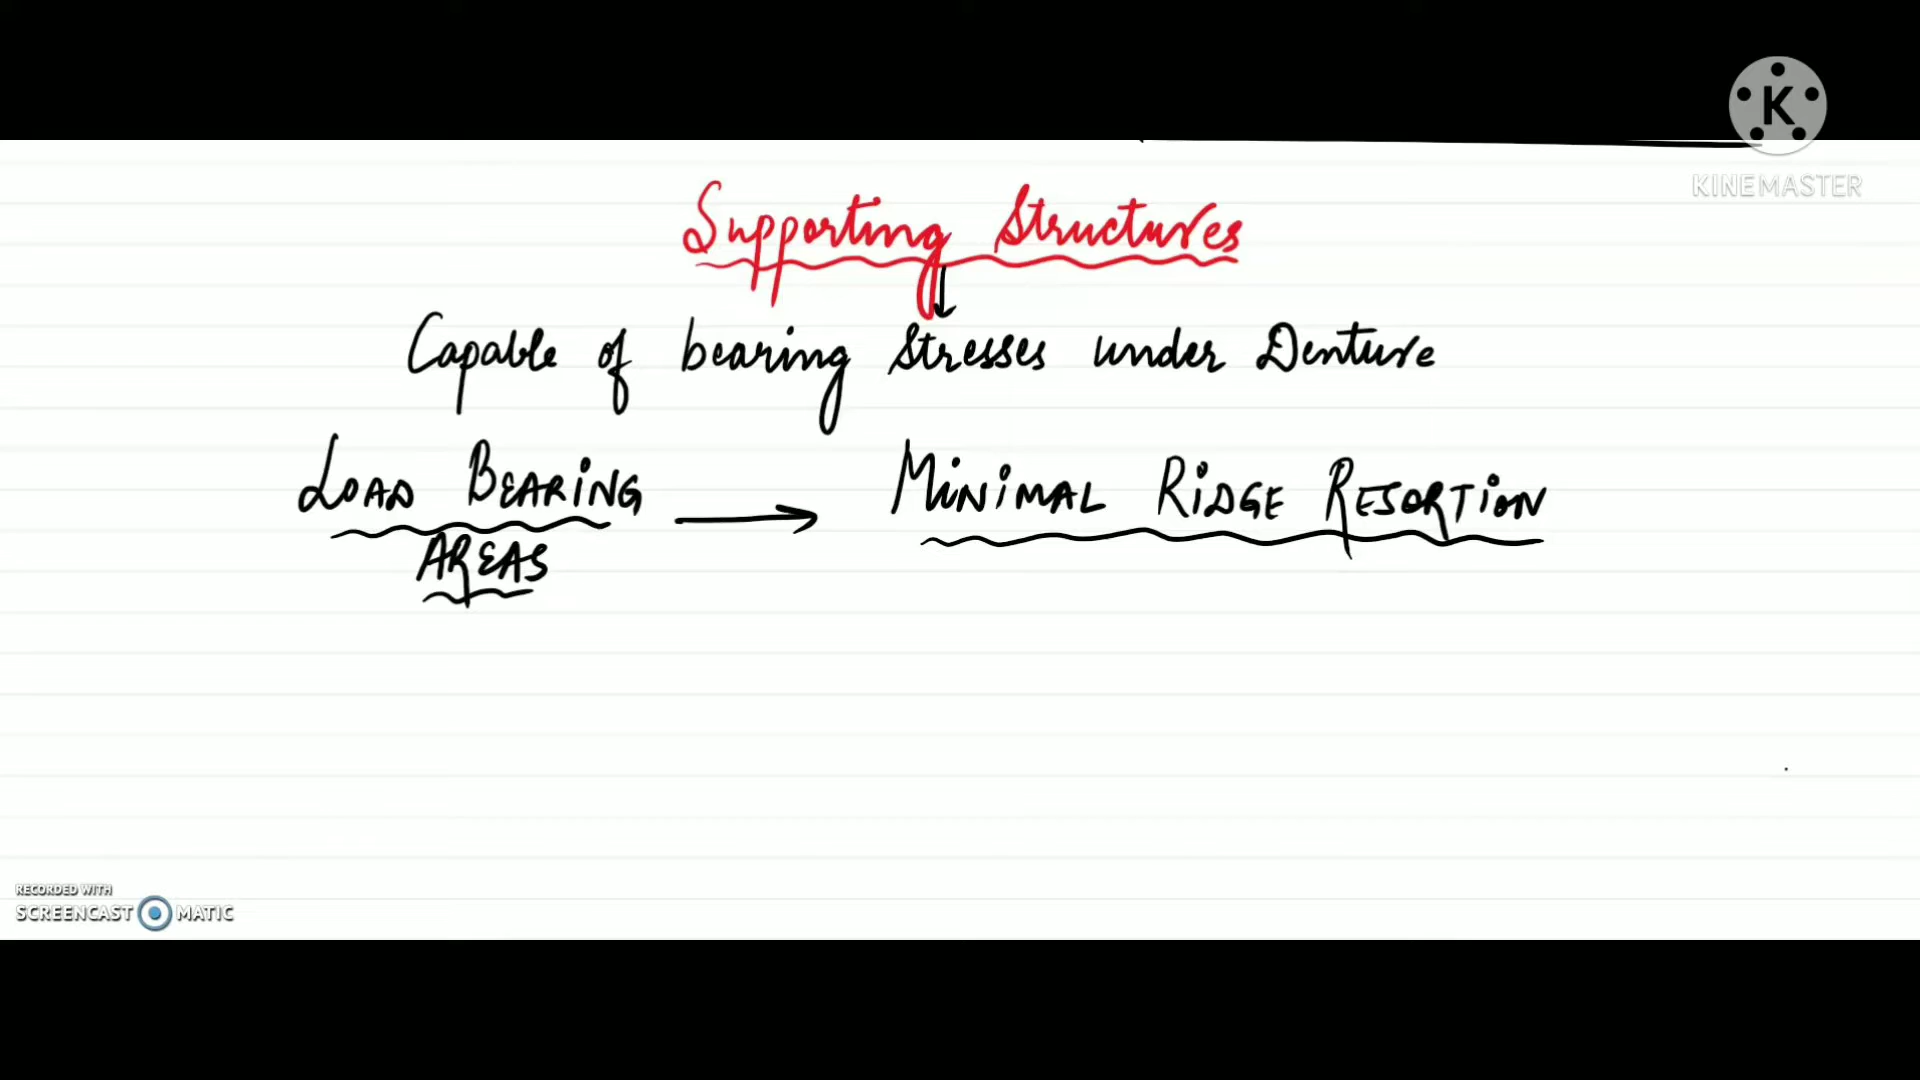 K
KINEMASTER
Supporting Structures
Capable of bearing Stresses under Denture
LOAD BEARING → MINIMAL RIDGE RESORTION
AREAS
RECORDED WITH
SCREENCAST MATIC